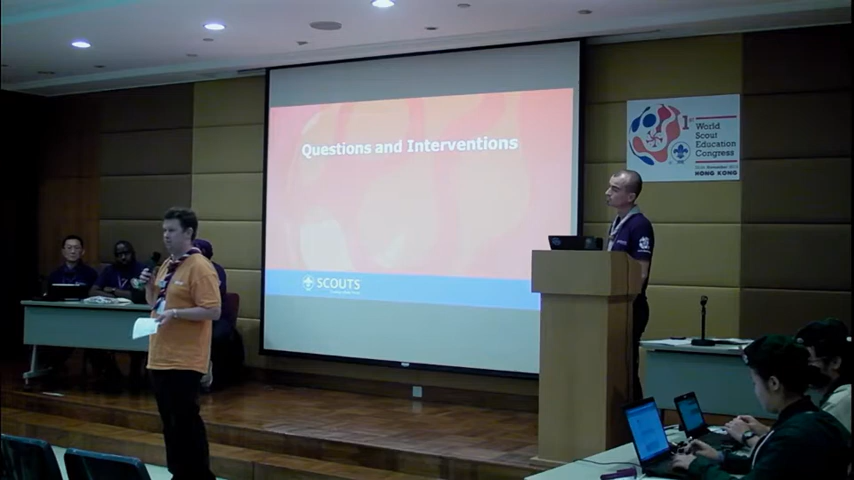 Questions and Interventions
SCOUTS
1st
World
Scout
Education
Congress
HONG KONG